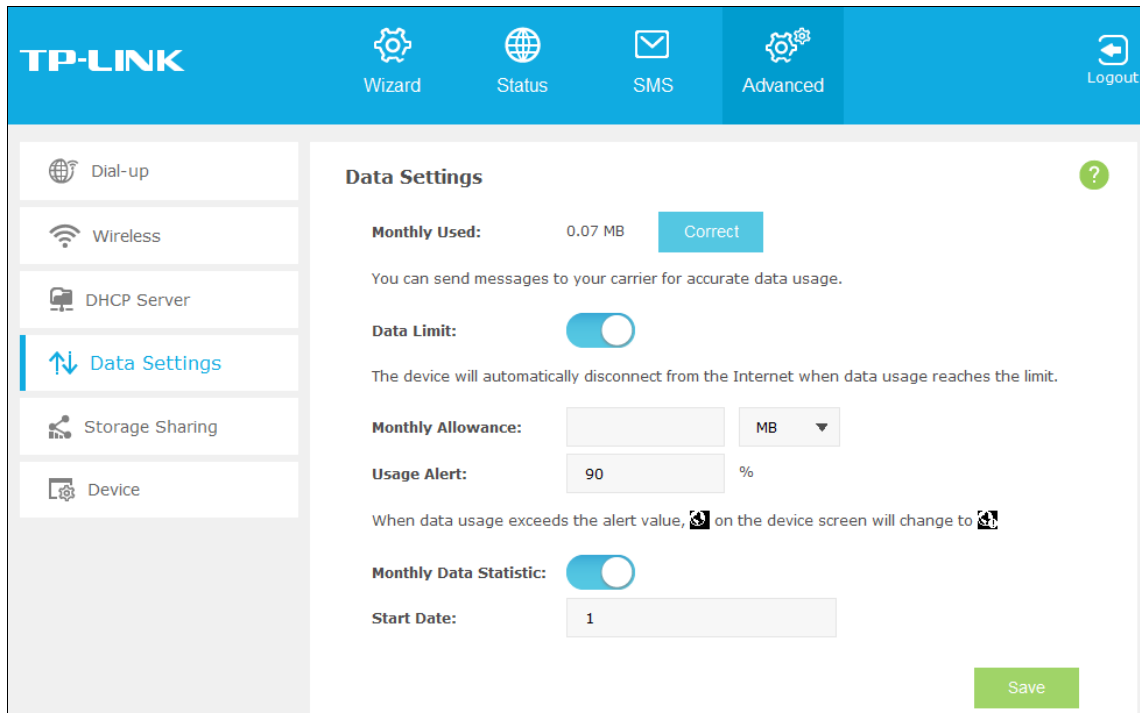 TP-LINK
Wizard
Status
SMS
Advanced
Logout
Dial-up
Wireless
DHCP Server
Data Settings
Storage Sharing
Device
Data Settings
?
Monthly Used: 0.07 MB Correct
You can send messages to your carrier for accurate data usage.
Data Limit:
The device will automatically disconnect from the Internet when data usage reaches the limit.
Monthly Allowance: MB
Usage Alert: 90 %
When data usage exceeds the alert value, on the device screen will change to
Monthly Data Statistic:
Start Date: 1
Save